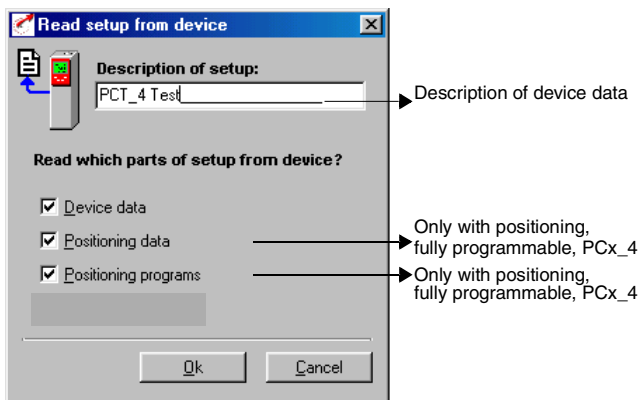 Read setup from device
Description of setup:
PCT_4 Test
Description of device data
Read which parts of setup from device?
Device data
Positioning data
Only with positioning,
fully programmable, PCx_4
Positioning programs
Only with positioning,
fully programmable, PCx_4
Ok
Cancel